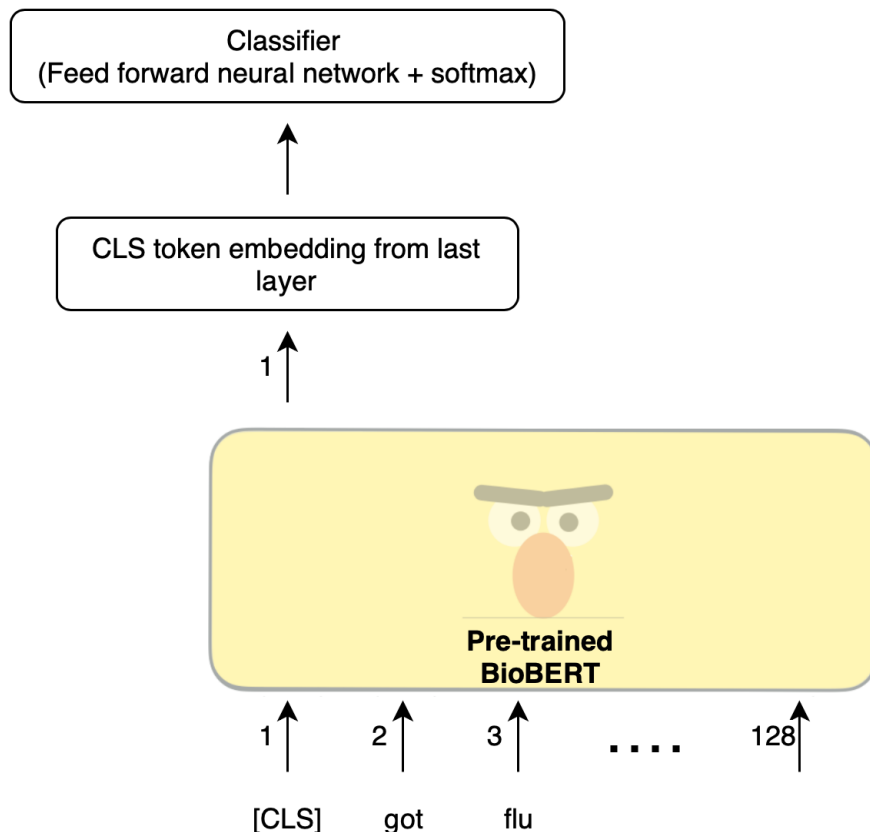 Classifier
(Feed forward neural network + softmax)
CLS token embedding from last
layer
1
Pre-trained
BioBERT
1 2 3 .... 128
[CLS] got flu